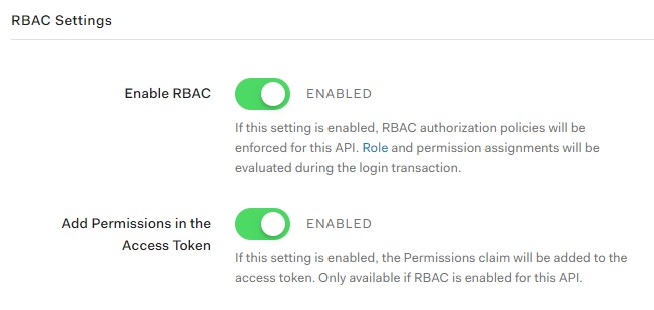 RBAC Settings
Enable RBAC
ENABLED
If this setting is enabled, RBAC authorization policies will be
enforced for this API. Role and permission assignments will be
evaluated during the login transaction.
Add Permissions in the
Access Token
ENABLED
If this setting is enabled, the Permissions claim will be added to the
access token. Only available if RBAC is enabled for this API.